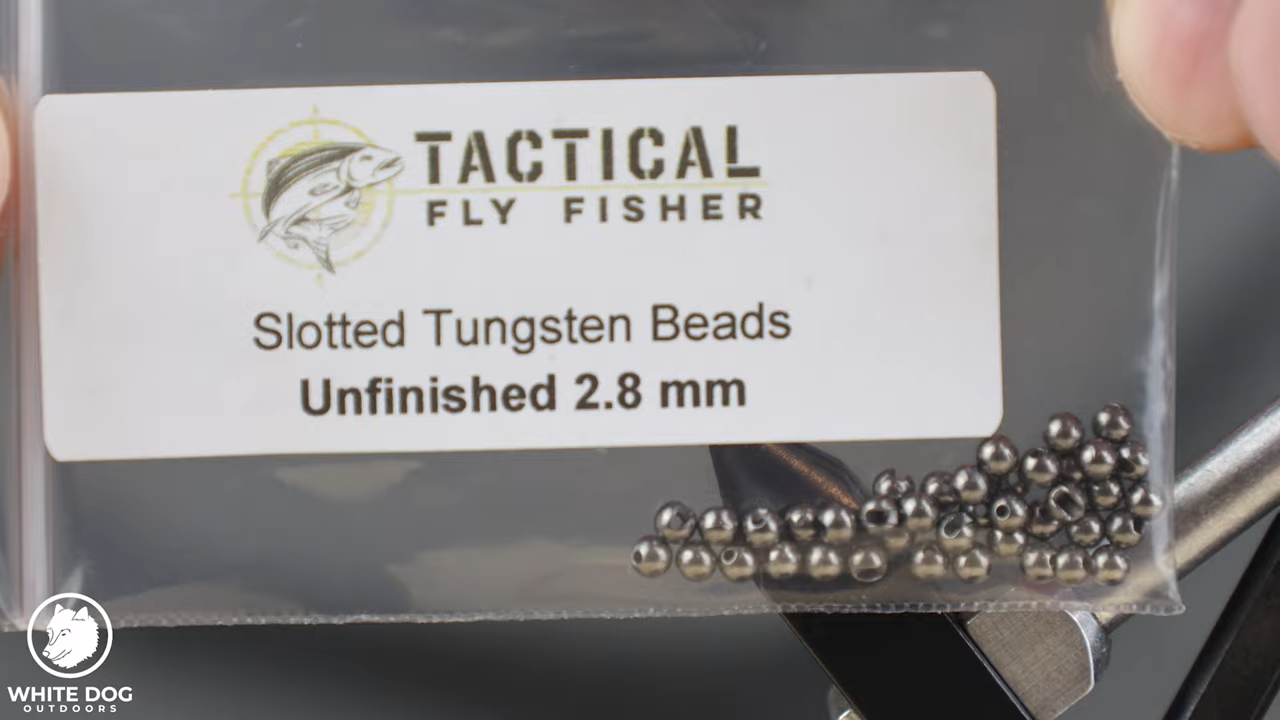 TACTICAL
FLY FISHER
Slotted Tungsten Beads
Unfinished 2.8 mm
WHITE DOG
OUTDOORS